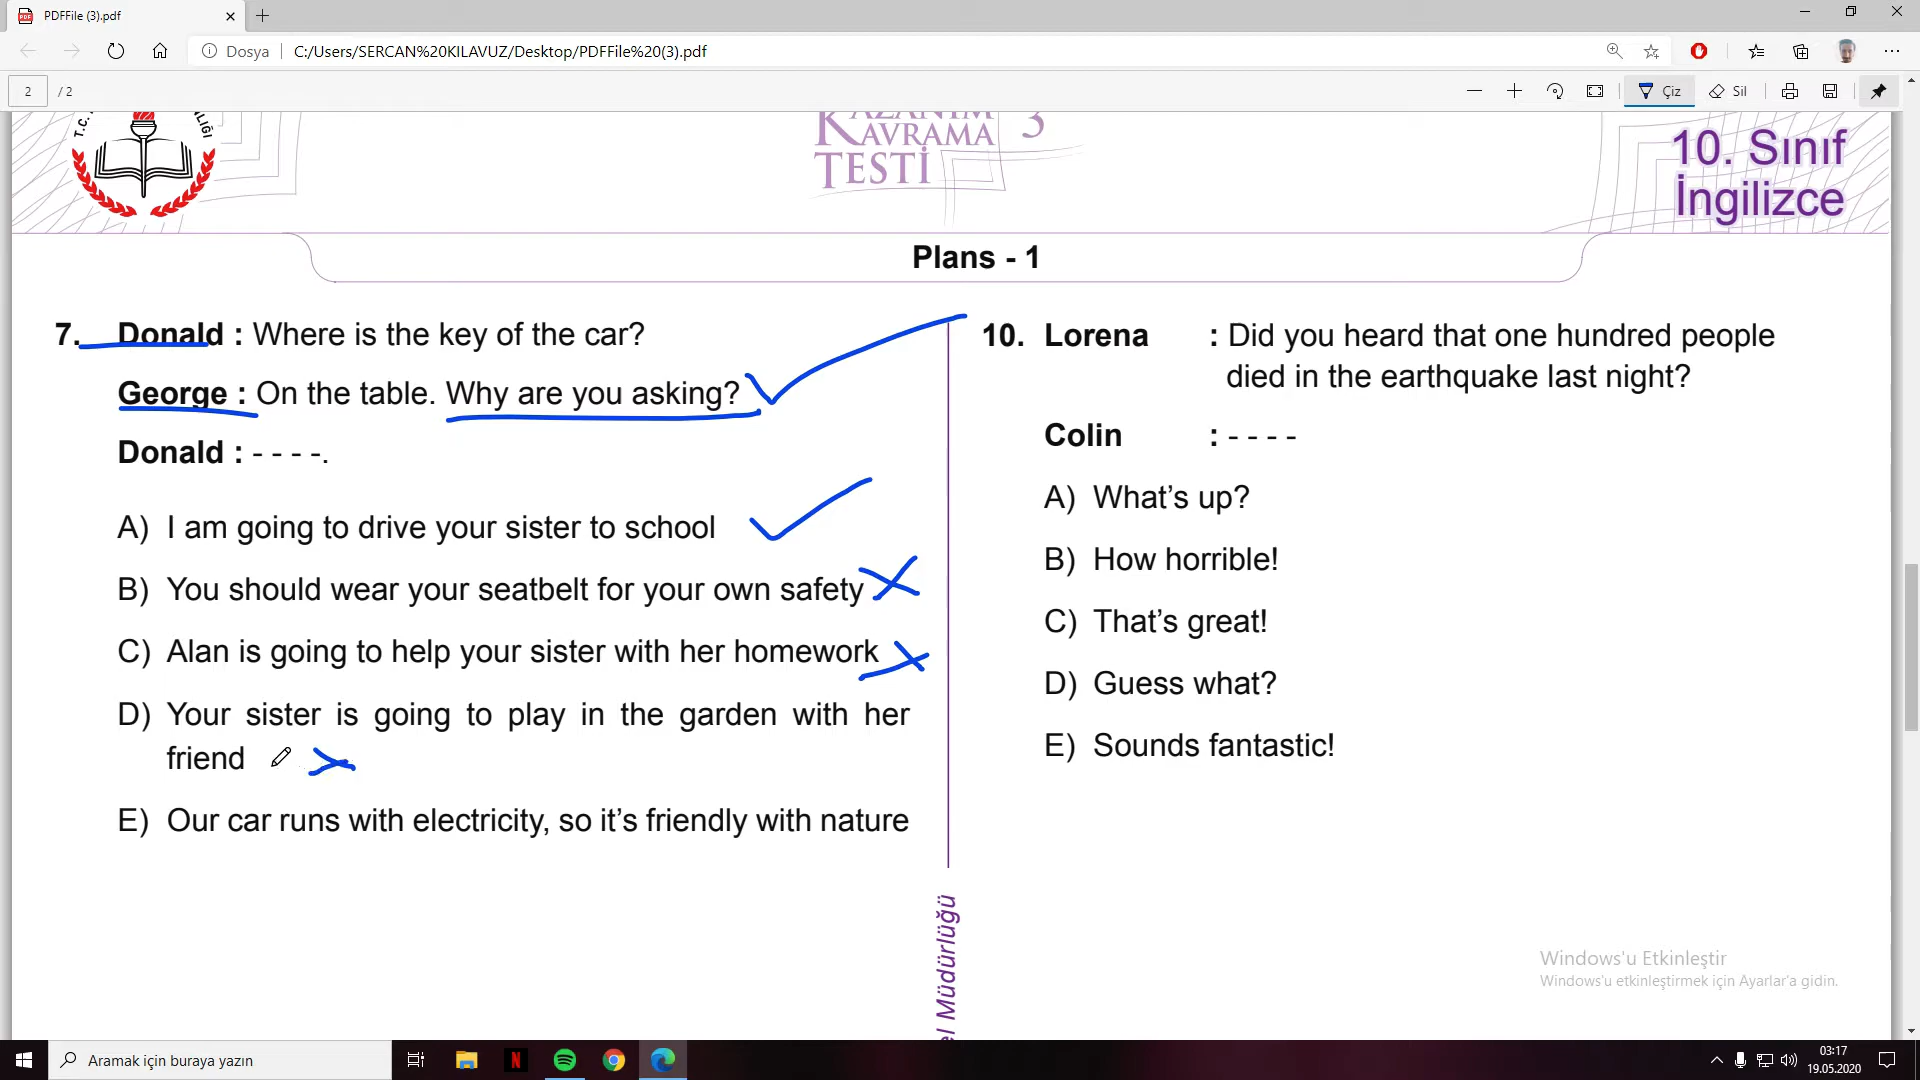 PDFFile (3).pdf
Dosya
C:/Users/SERCAN%20KILAVUZ/Desktop/PDFFile%20(3).pdf
2
/ 2
Çiz
Sil
T.C.
KAZANIM
KAVRAMA 3
TESTİ
10. Sınıf
İngilizce
Plans - 1
7. Donald : Where is the key of the car?
George : On the table. Why are you asking?
Donald : - - - -.
A) I am going to drive your sister to school
B) You should wear your seatbelt for your own safety
C) Alan is going to help your sister with her homework
D) Your sister is going to play in the garden with her
friend
E) Our car runs with electricity, so it’s friendly with nature
10. Lorena : Did you heard that one hundred people
died in the earthquake last night?
Colin : - - - -
A) What’s up?
B) How horrible!
C) That’s great!
D) Guess what?
E) Sounds fantastic!
Müdürlüğü
Windows'u Etkinleştir
Windows'u etkinleştirmek için Ayarlar'a gidin.
Aramak için buraya yazın
03:17
19.05.2020